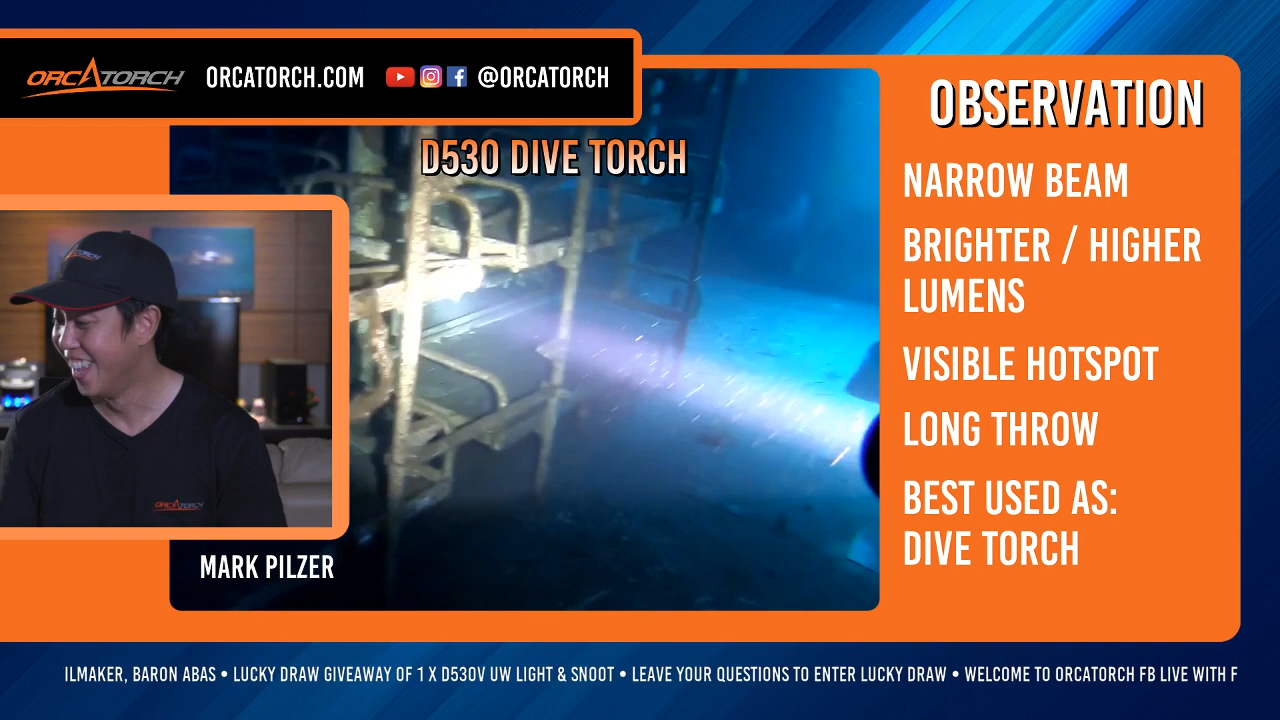 ORCATORCH ORCATORCH.COM @ORCATORCH
D530 DIVE TORCH
ORCATORCH
ORCATORCH
MARK PILZER
OBSERVATION
NARROW BEAM
BRIGHTER / HIGHER
LUMENS
VISIBLE HOTSPOT
LONG THROW
BEST USED AS:
DIVE TORCH
ILMAKER, BARON ABAS • LUCKY DRAW GIVEAWAY OF 1 X D530V UW LIGHT & SNOOT • LEAVE YOUR QUESTIONS TO ENTER LUCKY DRAW • WELCOME TO ORCATORCH FB LIVE WITH F